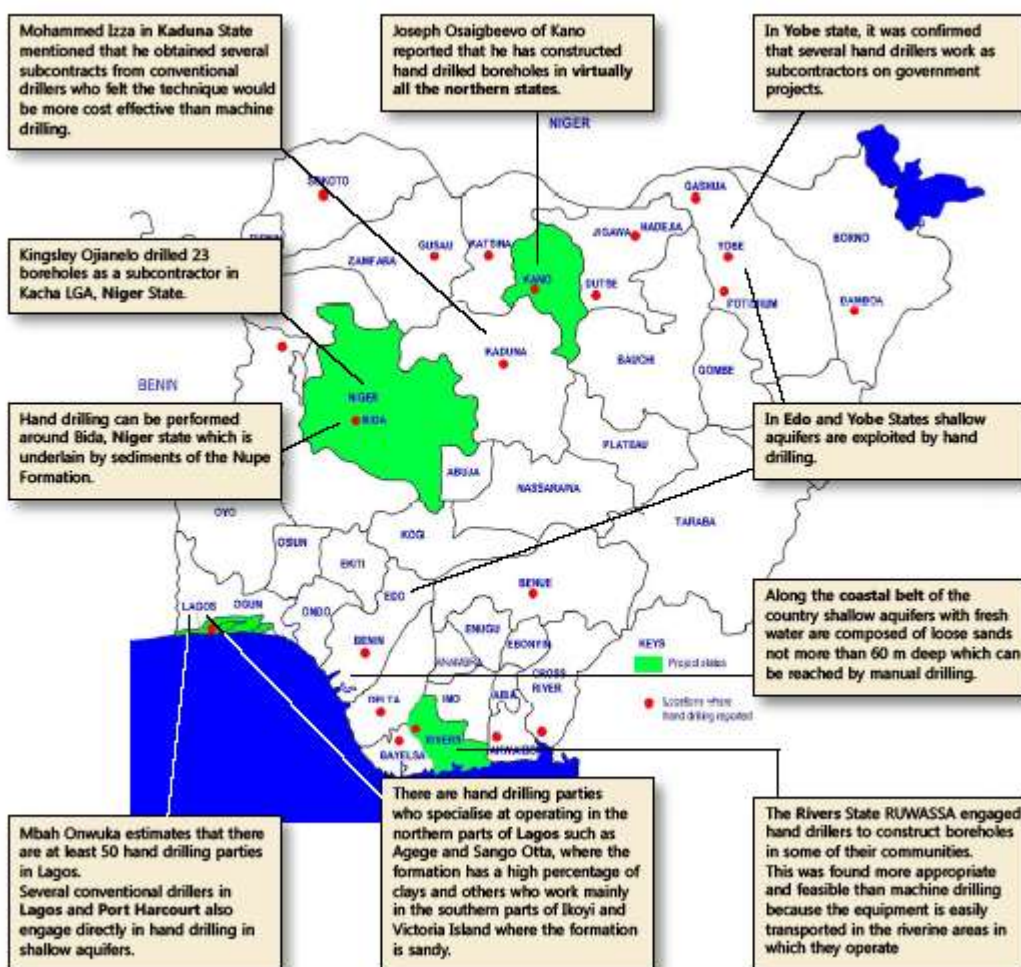 Mohammed Izza in Kaduna State
mentioned that he obtained several
subcontracts from conventional
drillers who felt the technique would
be more cost effective than machine
drilling.
Joseph Osaigbeevo of Kano
reported that he has constructed
hand drilled boreholes in virtually
all the northern states.
In Yobe state, it was confirmed
that several hand drillers work as
subcontractors on government
projects.
NIGER
SOKOTO
GASHUA
GUSAU
KATSINA
JIGAWA
HADEJIA
YOBE
BORNO
ZAMFARA
Kingsley Ojianelo drilled 23
boreholes as a subcontractor in
Kacha LGA, Niger State.
KANO
DUTSE
POTISKUM
DAMBOA
KADUNA
BAUCHI
GOMBE
BENIN
NIGER
BIDA
Hand drilling can be performed
around Bida, Niger state which is
underlain by sediments of the Nupe
Formation.
In Edo and Yobe States shallow
aquifers are exploited by hand
drilling.
PLATEAU
ABUJA
NASSARAWA
OYO
TARABA
KOGI
OSUN
EKITI
BENUE
EDO
LAGOS
OGUN
ONDO
Along the coastal belt of the
country shallow aquifers with fresh
water are composed of loose sands
not more than 60 m deep which can
be reached by manual drilling.
ENUGU
EBONYIN
BENIN
ANAMBRA
KEYS
Project states
CROSS
RIVER
IMO
ABIA
DELTA
Locations where
hand drilling reported
RIVERS
BAYELSA
AKWAIBOM
Mbah Onwuka estimates that there
are at least 50 hand drilling parties
in Lagos.
Several conventional drillers in
Lagos and Port Harcourt also
engage directly in hand drilling in
shallow aquifers.
There are hand drilling parties
who specialise at operating in the
northern parts of Lagos such as
Agege and Sango Otta, where the
formation has a high percentage of
clays and others who work mainly
in the southern parts of Ikoyi and
Victoria Island where the formation
is sandy.
The Rivers State RUWASSA engaged
hand drillers to construct boreholes
in some of their communities.
This was found more appropriate
and feasible than machine drilling
because the equipment is easily
transported in the riverine areas in
which they operate